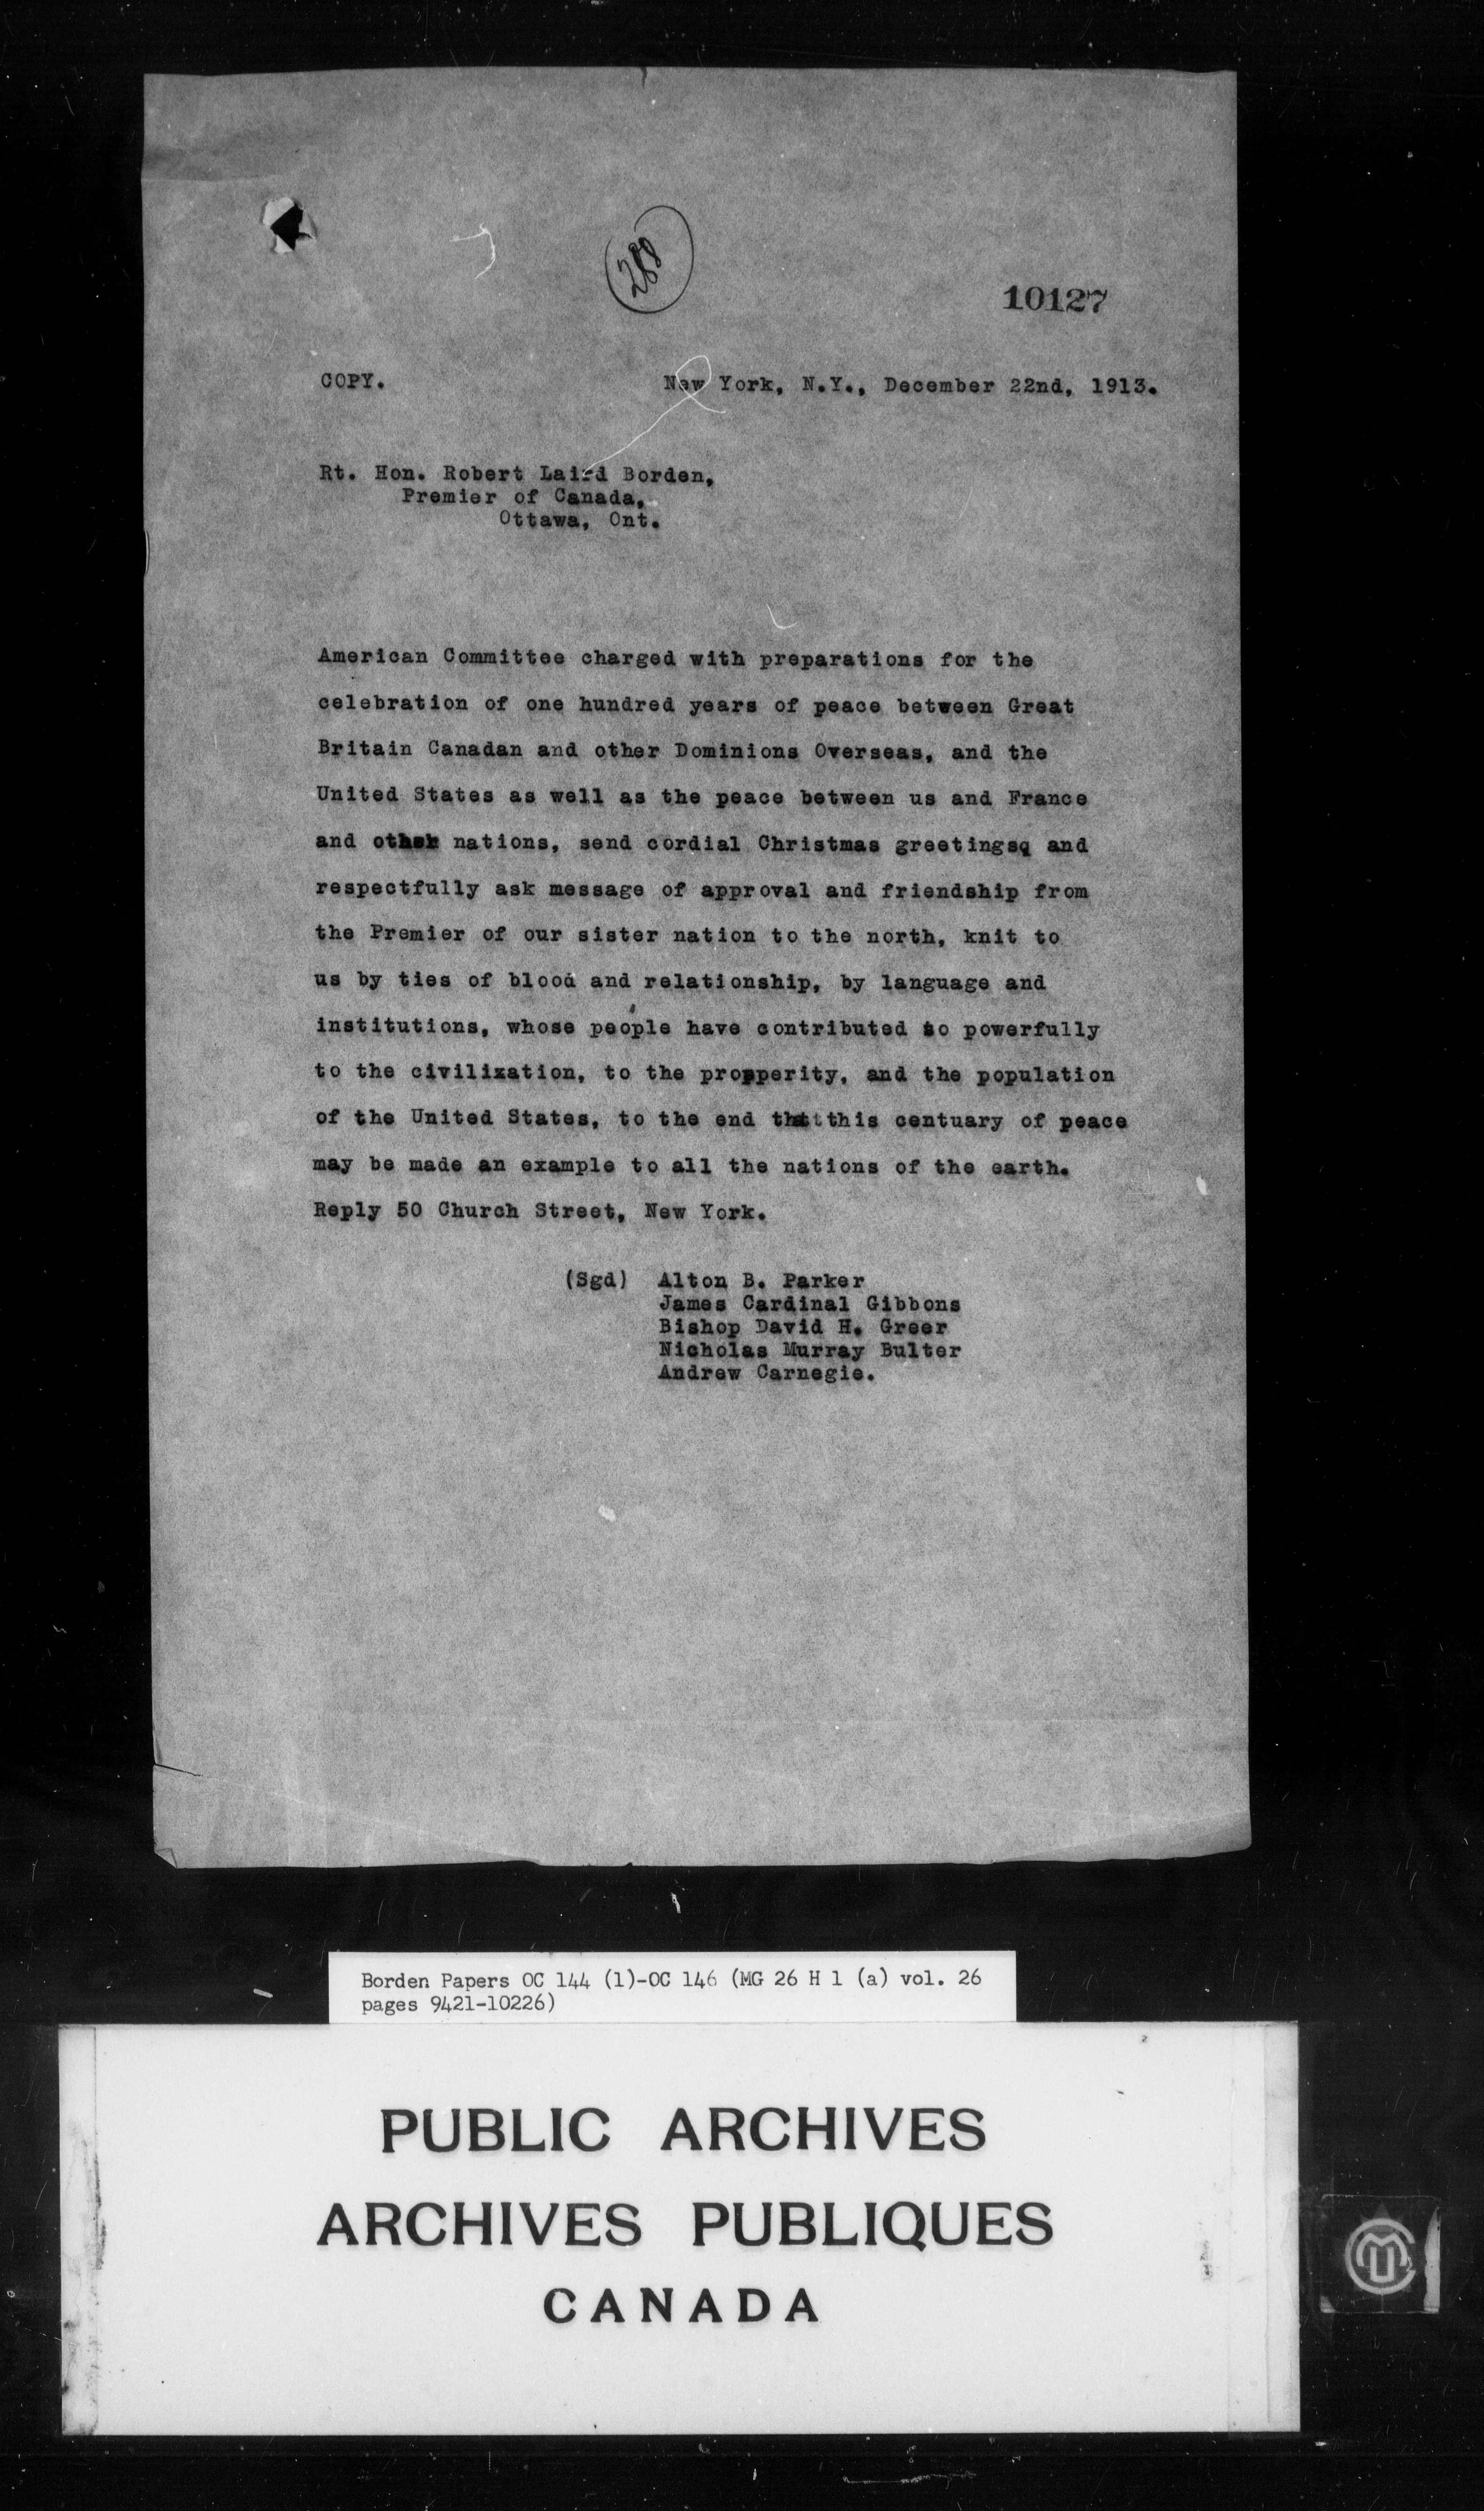 288
10127
COPY. New York, N.Y., December 22nd, 1913.
Rt. Hon. Robert Laird Borden,
Premier of Canada,
Ottawa, Ont.
American Committee charged with preparations for the
celebration of one hundred years of peace between Great
Britain Canadan and other Dominions Overseas, and the
United States as well as the peace between us and France
and other nations, send cordial Christmas greetingsq and
respectfully ask message of approval and friendship from
the Premier of our sister nation to the north, knit to
us by ties of blood and relationship, by language and
institutions, whose people have contributed so powerfully
to the civilixation, to the propperity, and the population
of the United States, to the end thatthis centuary of peace
may be made an example to all the nations of the earth.
Reply 50 Church Street, New York.
(Sgd) Alton B. Parker
James Cardinal Gibbons
Bishop David H. Greer
Nicholas Murray Bulter
Andrew Carnegie.
Borden Papers OC 144 (1)-OC 146 (MG 26 H 1 (a) vol. 26
pages 9421-10226)
PUBLIC ARCHIVES
ARCHIVES PUBLIQUES
CANADA